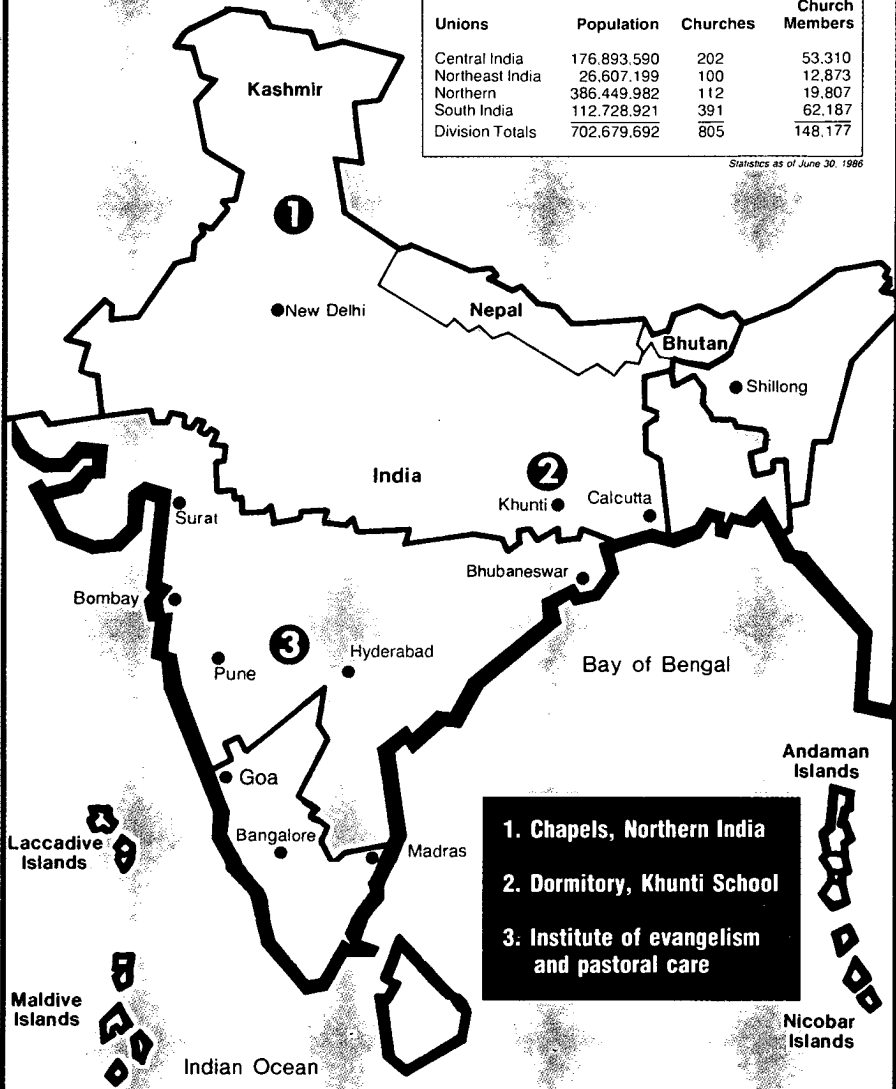 Church
Unions Population Churches Members
Central India 176.893.590 202 53.310
Northeast India 26.607.199 100 12,873
Northern 386.449.982 112 19,807
South India 112.728.921 391 62,187
Division Totals 702,679,692 805 148,177
Statistics as of June 30, 1986
Kashmir
1
New Delhi
Nepal
Bhutan
Shillong
India
2
Khunti
Calcutta
Surat
Bhubaneswar
Bombay
3
Hyderabad
Pune
Bay of Bengal
Goa
Andaman
Islands
Bangalore
Madras
Laccadive
Islands
1. Chapels, Northern India
2. Dormitory, Khunti School
3. Institute of evangelism
and pastoral care
Maldive
Islands
Nicobar
Islands
Indian Ocean